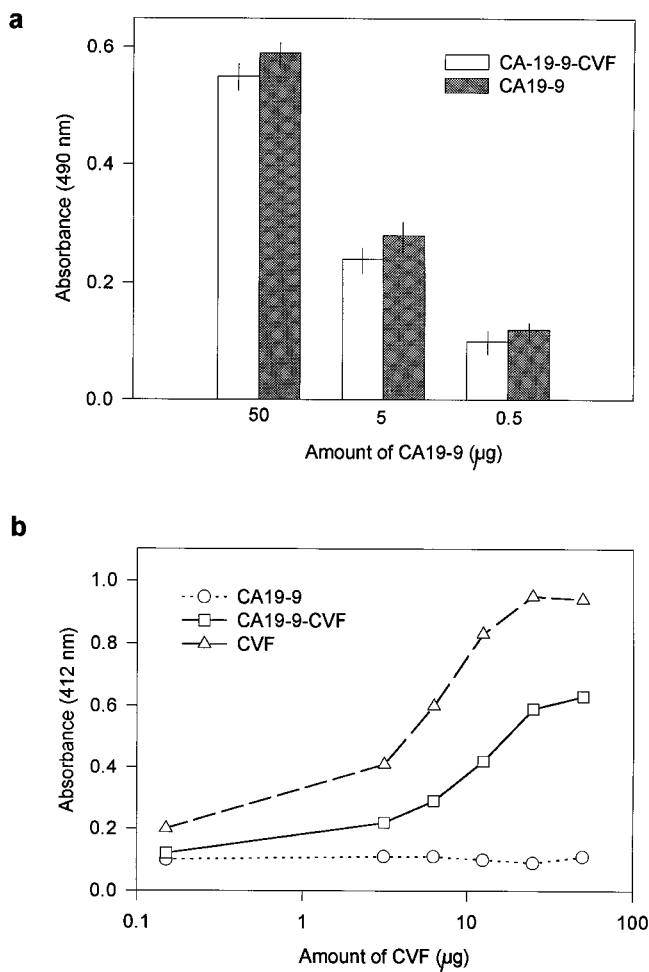 a
0.6
0.4
0.2
0.0
Absorbance (490 nm)
CA-19-9-CVF
CA19-9
50 5 0.5
Amount of CA19-9 (µg)
b
1.0
0.8
0.6
0.4
0.2
0.0
Absorbance (412 nm)
CA19-9
CA19-9-CVF
CVF
0.1 1 10 100
Amount of CVF (µg)